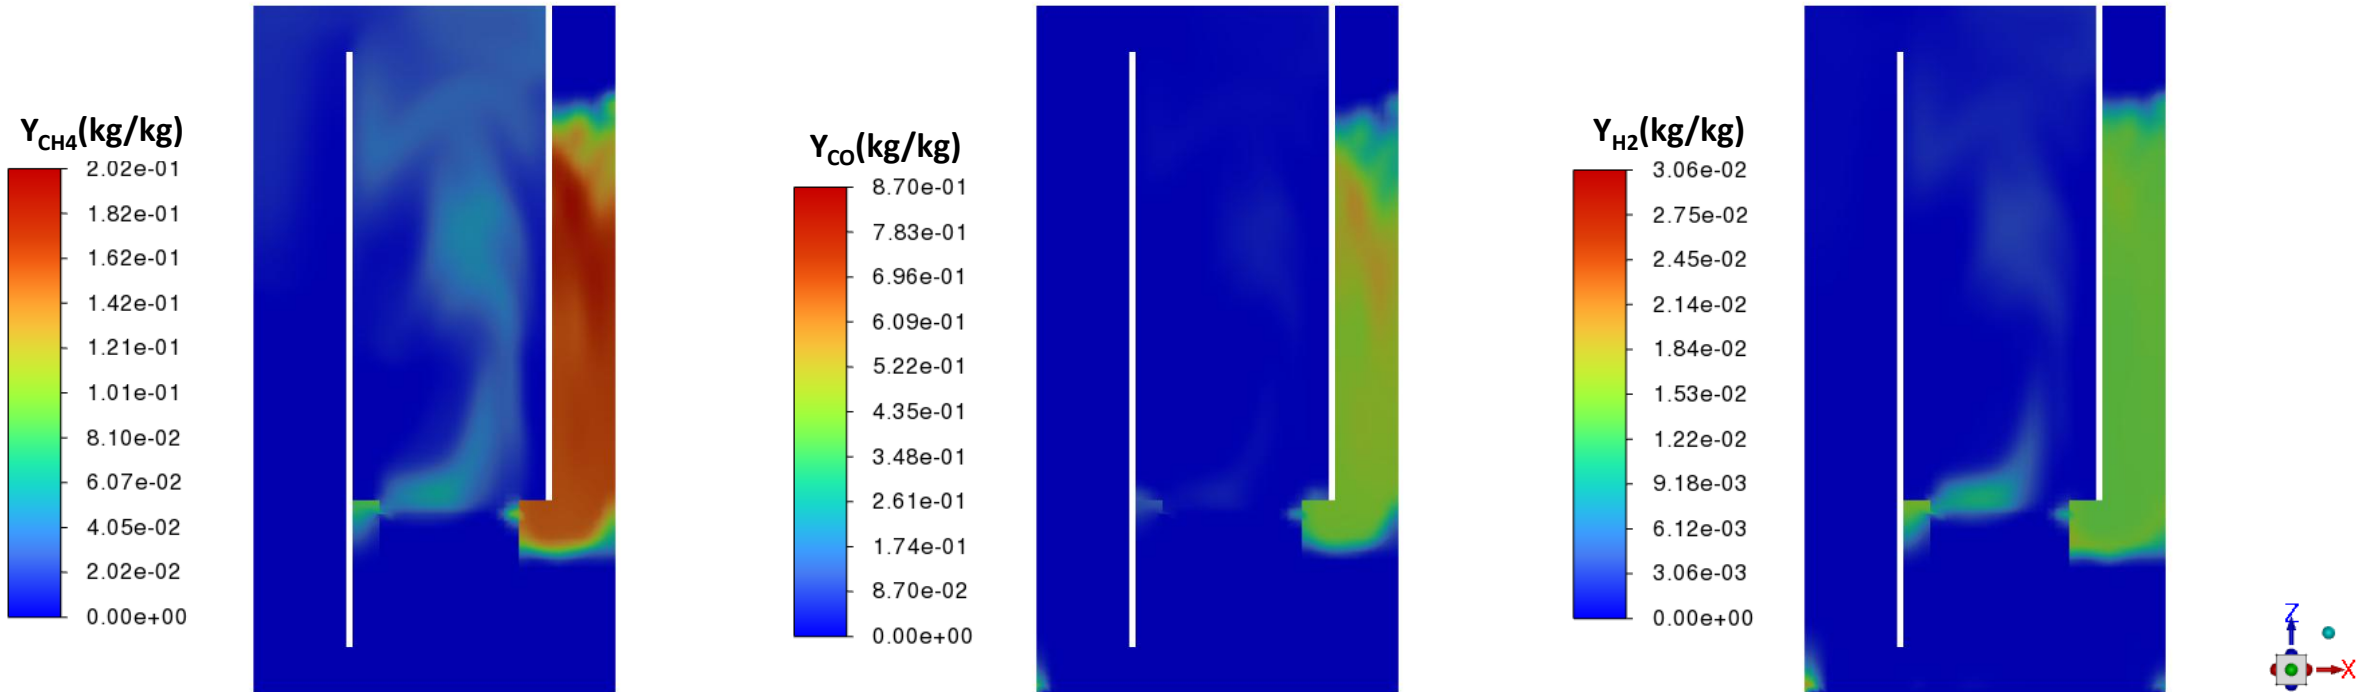 Y_CH4(kg/kg)
2.02e-01
1.82e-01
1.62e-01
1.42e-01
1.21e-01
1.01e-01
8.10e-02
6.07e-02
4.05e-02
2.02e-02
0.00e+00
Y_CO(kg/kg)
8.70e-01
7.83e-01
6.96e-01
6.09e-01
5.22e-01
4.35e-01
3.48e-01
2.61e-01
1.74e-01
8.70e-02
0.00e+00
Y_H2(kg/kg)
3.06e-02
2.75e-02
2.45e-02
2.14e-02
1.84e-02
1.53e-02
1.22e-02
9.18e-03
6.12e-03
3.06e-03
0.00e+00
Z
X